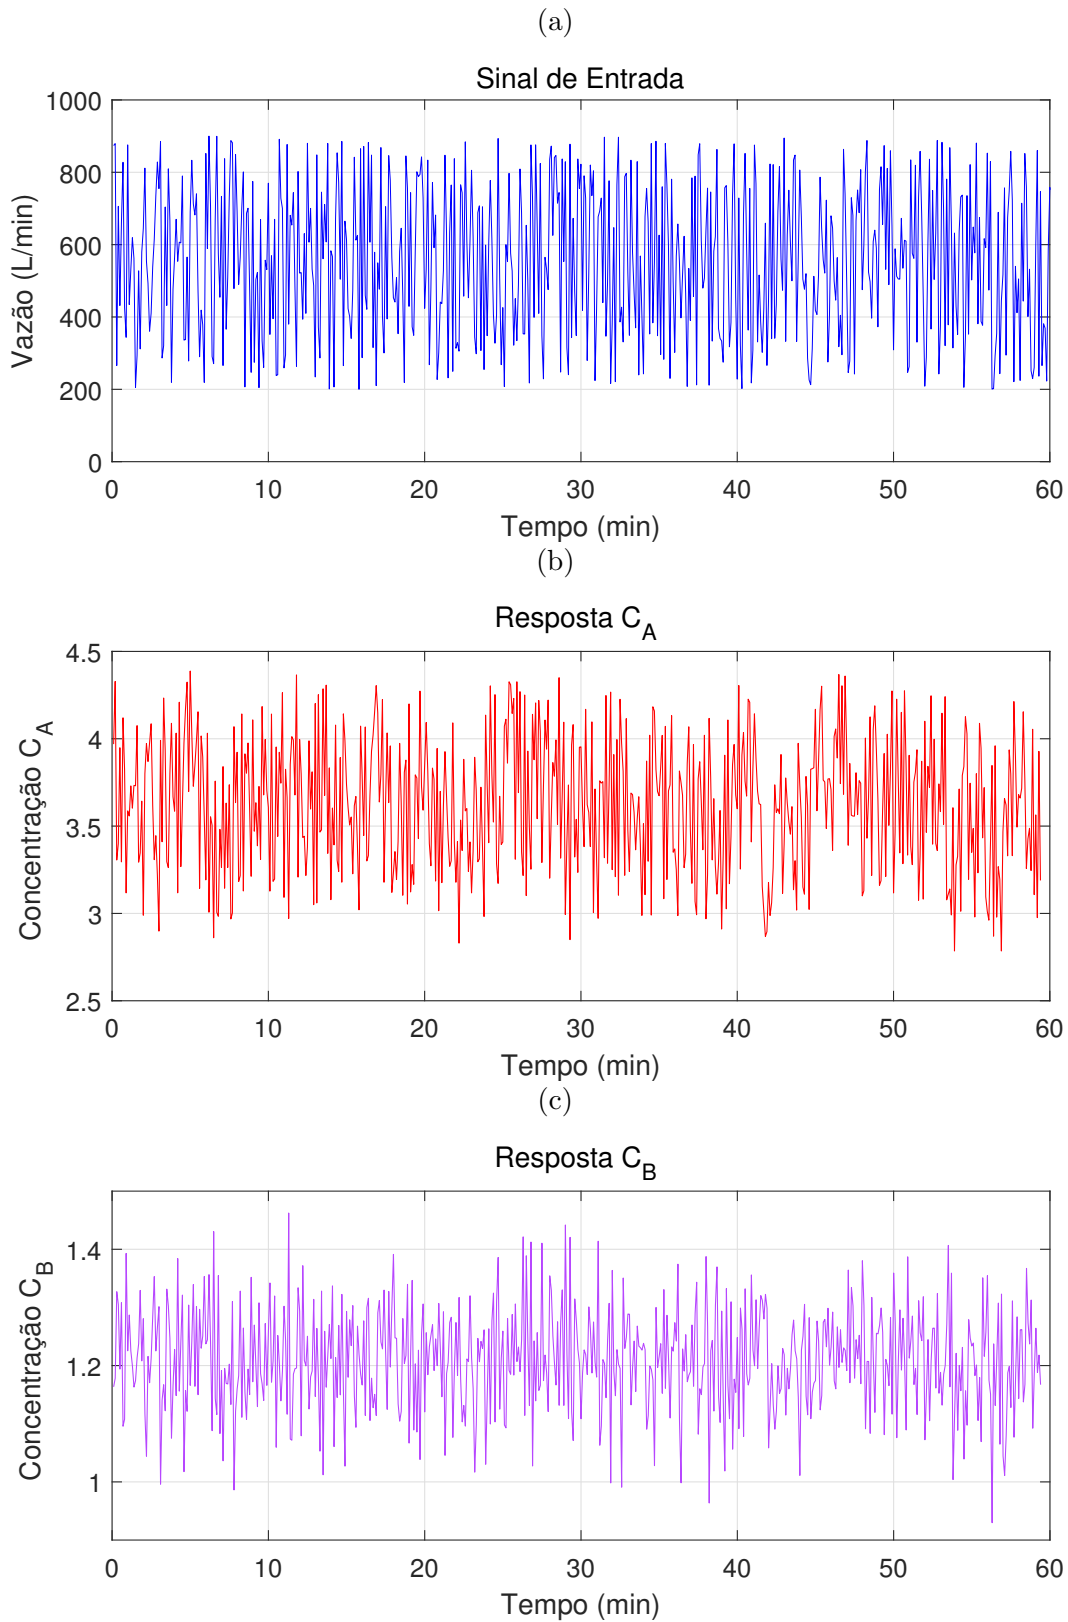 (a)
Sinal de Entrada
1000
800
600
400
200
0
Vazão (L/min)
0 10 20 30 40 50 60
Tempo (min)
(b)
Resposta C_A
4.5
4
3.5
3
2.5
Concentração C_A
0 10 20 30 40 50 60
Tempo (min)
(c)
Resposta C_B
1.4
1.2
1
Concentração C_B
0 10 20 30 40 50 60
Tempo (min)